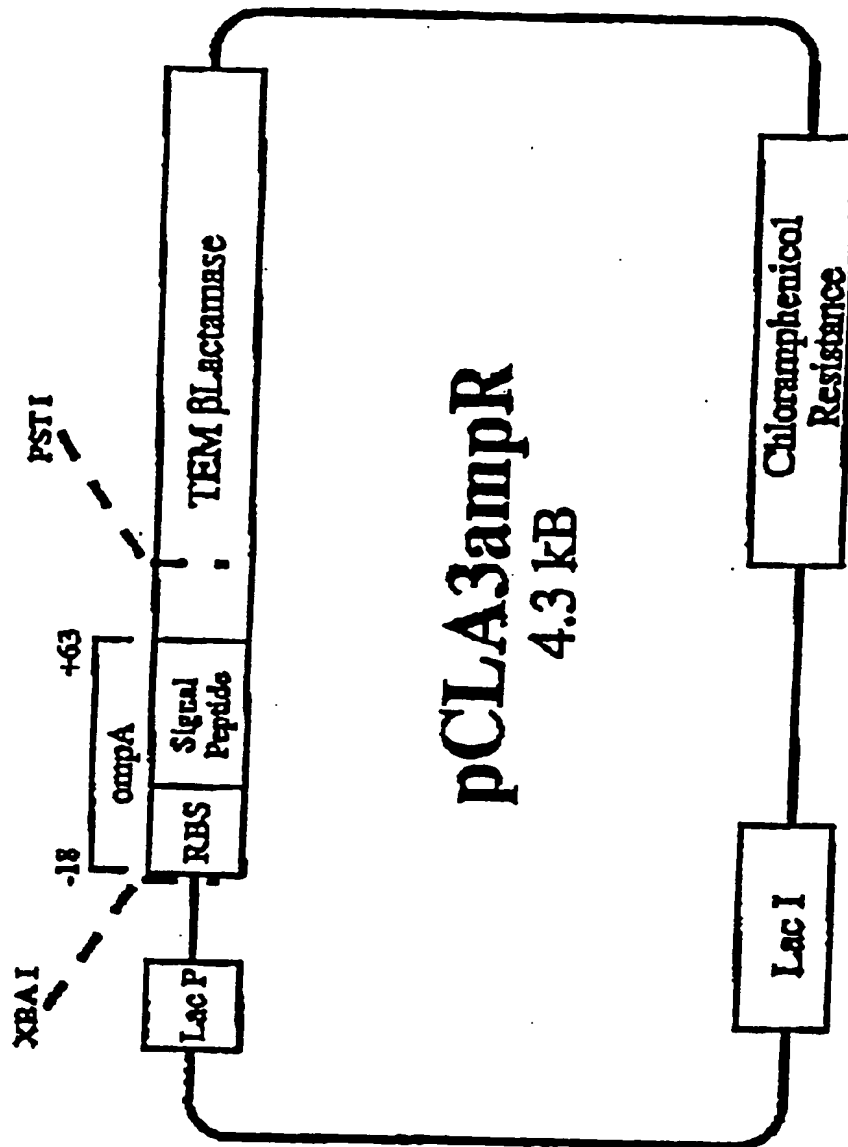 XBA I
PST I
-18
+63
ompA
Lac P
RBS
Signal
Peptide
TEM βLactamase
pCLA3ampR
4.3 kB
Lac I
Chloramphenicol
Resistance